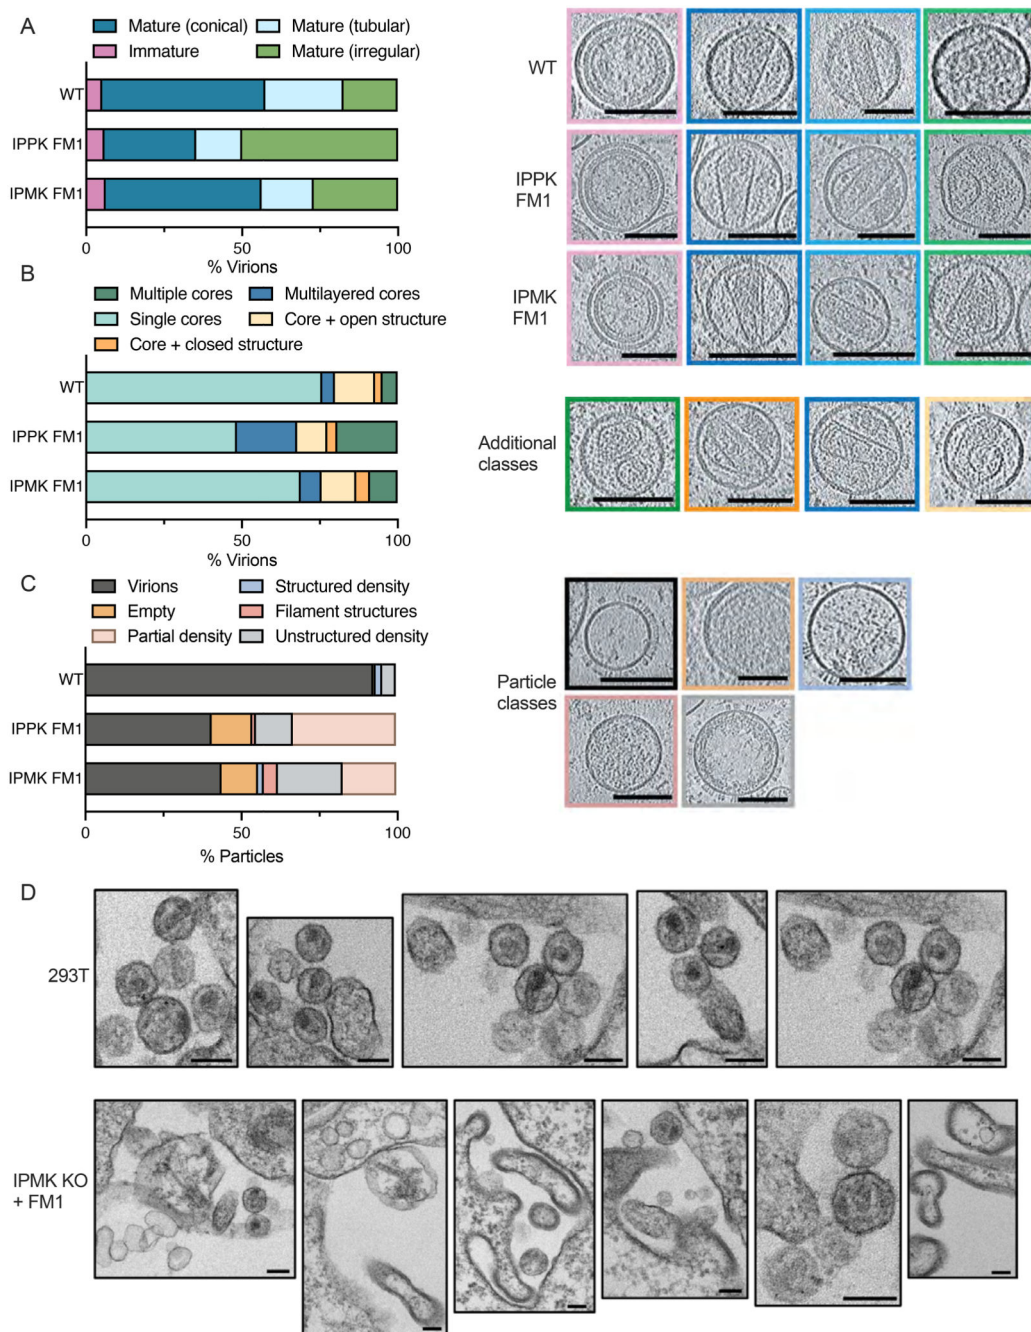 A
Mature (conical)
Mature (tubular)
Immature
Mature (irregular)
WT
IPPK FM1
IPMK FM1
0
50
100
% Virions
WT
IPPK
FM1
IPMK
FM1
B
Multiple cores
Multilayered cores
Single cores
Core + open structure
Core + closed structure
WT
IPPK FM1
IPMK FM1
0
50
100
% Virions
Additional
classes
C
Virions
Structured density
Empty
Filament structures
Partial density
Unstructured density
WT
IPPK FM1
IPMK FM1
0
50
100
% Particles
Particle
classes
D
293T
IPMK KO
+ FM1